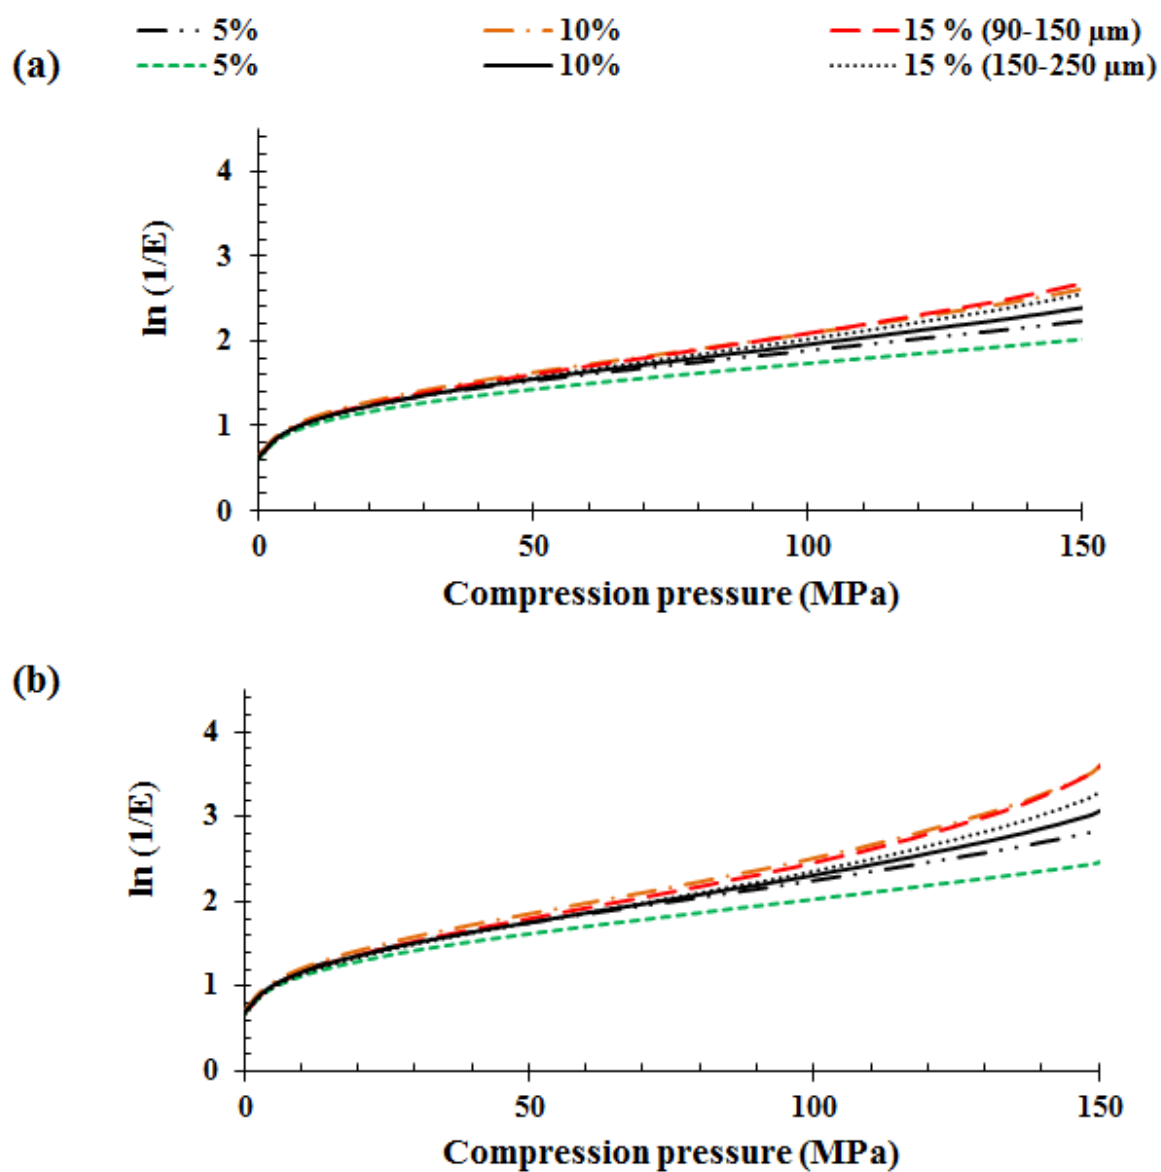 5% 10% 15 % (90-150 μm)
(a)
5% 10% 15 % (150-250 μm)
4
3
2
1
0
ln (1/E)
0 50 100 150
Compression pressure (MPa)
(b)
4
3
2
1
0
ln (1/E)
0 50 100 150
Compression pressure (MPa)